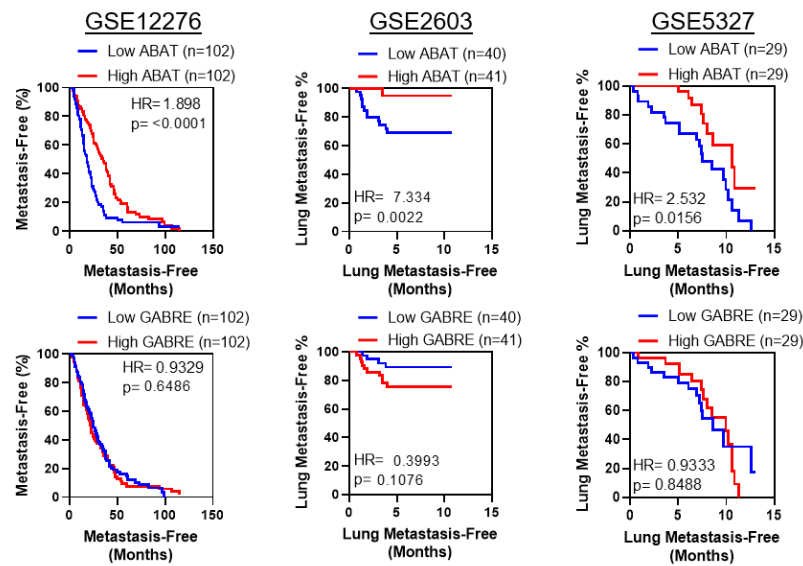 GSE12276
Low ABAT (n=102)
High ABAT (n=102)
Metastasis-Free (%)
100
80
60
40
20
0
HR= 1.898
p= <0.0001
0 50 100 150
Metastasis-Free
(Months)
GSE2603
Low ABAT (n=40)
High ABAT (n=41)
Lung Metastasis-Free %
100
80
60
40
20
0
HR= 7.334
p= 0.0022
0 5 10 15
Lung Metastasis-Free
(Months)
GSE5327
Low ABAT (n=29)
High ABAT (n=29)
Lung Metastasis-Free %
100
80
60
40
20
0
HR= 2.532
p= 0.0156
0 5 10 15
Lung Metastasis-Free
(Months)
Low GABRE (n=102)
High GABRE (n=102)
Metastasis-Free (%)
100
80
60
40
20
0
HR= 0.9329
p= 0.6486
0 50 100 150
Metastasis-Free
(Months)
Low GABRE (n=40)
High GABRE (n=41)
Lung Metastasis-Free %
100
80
60
40
20
0
HR= 0.3993
p= 0.1076
0 5 10 15
Lung Metastasis-Free
(Months)
Low GABRE (n=29)
High GABRE (n=29)
Lung Metastasis-Free %
100
80
60
40
20
0
HR= 0.9333
p= 0.8488
0 5 10 15
Lung Metastasis-Free
(Months)